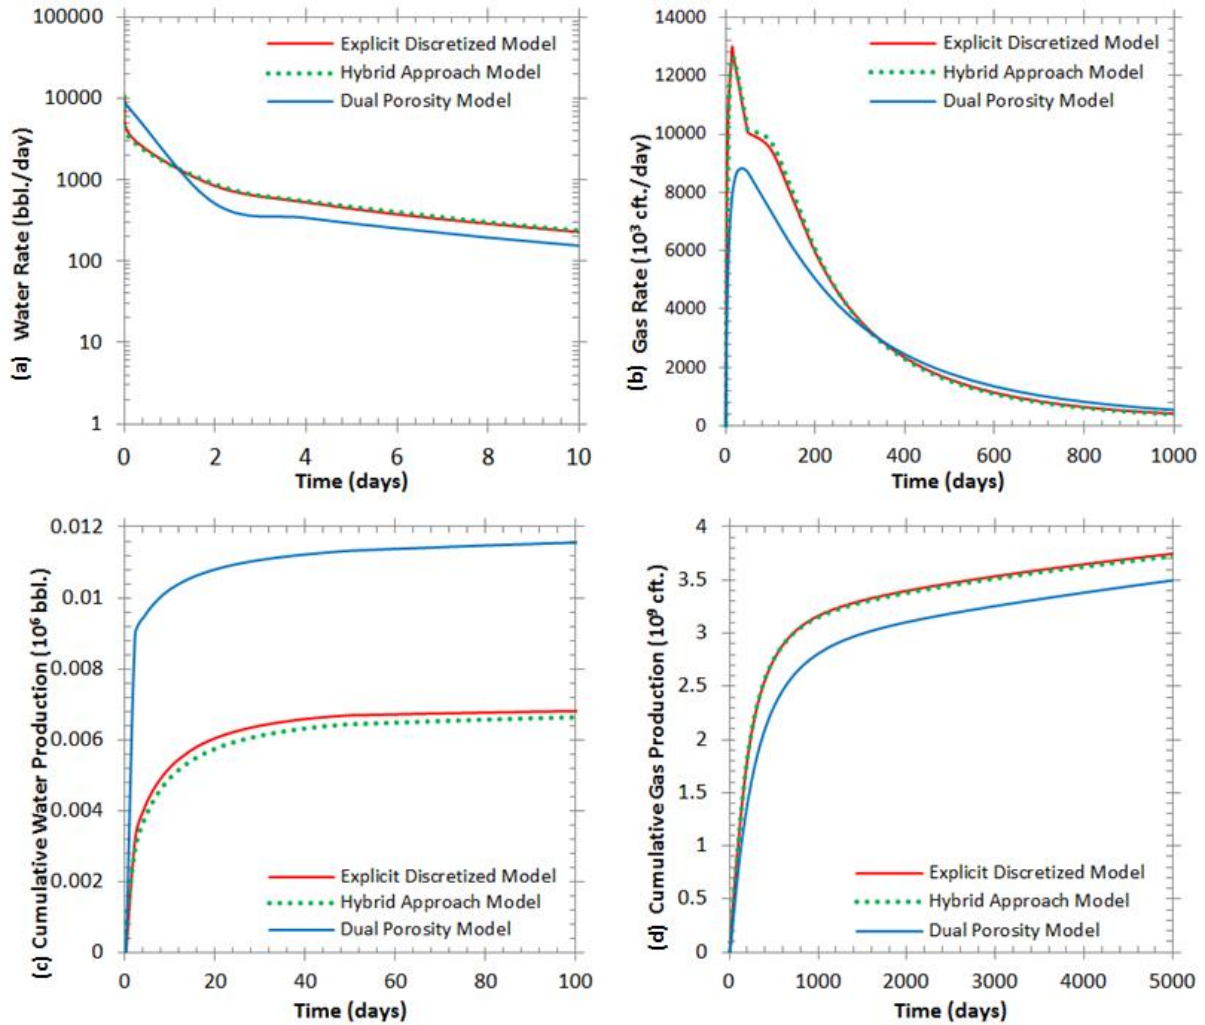 100000
10000
1000
100
10
1
(a) Water Rate (bbl./day)
Explicit Discretized Model
Hybrid Approach Model
Dual Porosity Model
0 2 4 6 8 10
Time (days)
14000
12000
10000
8000
6000
4000
2000
0
(b) Gas Rate (10³ cft./day)
Explicit Discretized Model
Hybrid Approach Model
Dual Porosity Model
0 200 400 600 800 1000
Time (days)
0.012
0.01
0.008
0.006
0.004
0.002
0
(c) Cumulative Water Production (10⁶ bbl.)
Explicit Discretized Model
Hybrid Approach Model
Dual Porosity Model
0 20 40 60 80 100
Time (days)
4
3.5
3
2.5
2
1.5
1
0.5
0
(d) Cumulative Gas Production (10⁹ cft.)
Explicit Discretized Model
Hybrid Approach Model
Dual Porosity Model
0 1000 2000 3000 4000 5000
Time (days)